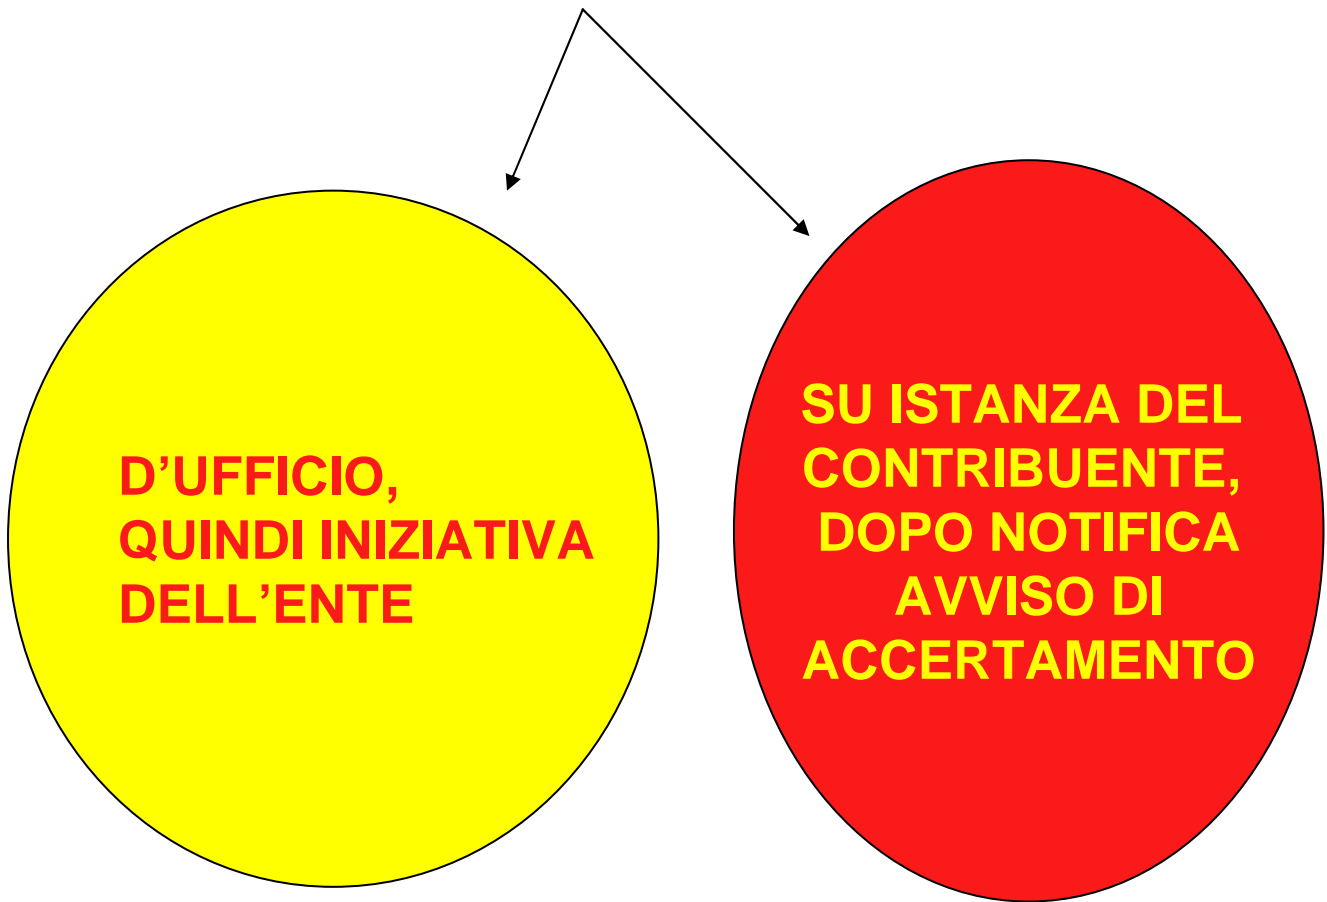 D’UFFICIO,
QUINDI INIZIATIVA
DELL’ENTE
SU ISTANZA DEL
CONTRIBUENTE,
DOPO NOTIFICA
AVVISO DI
ACCERTAMENTO